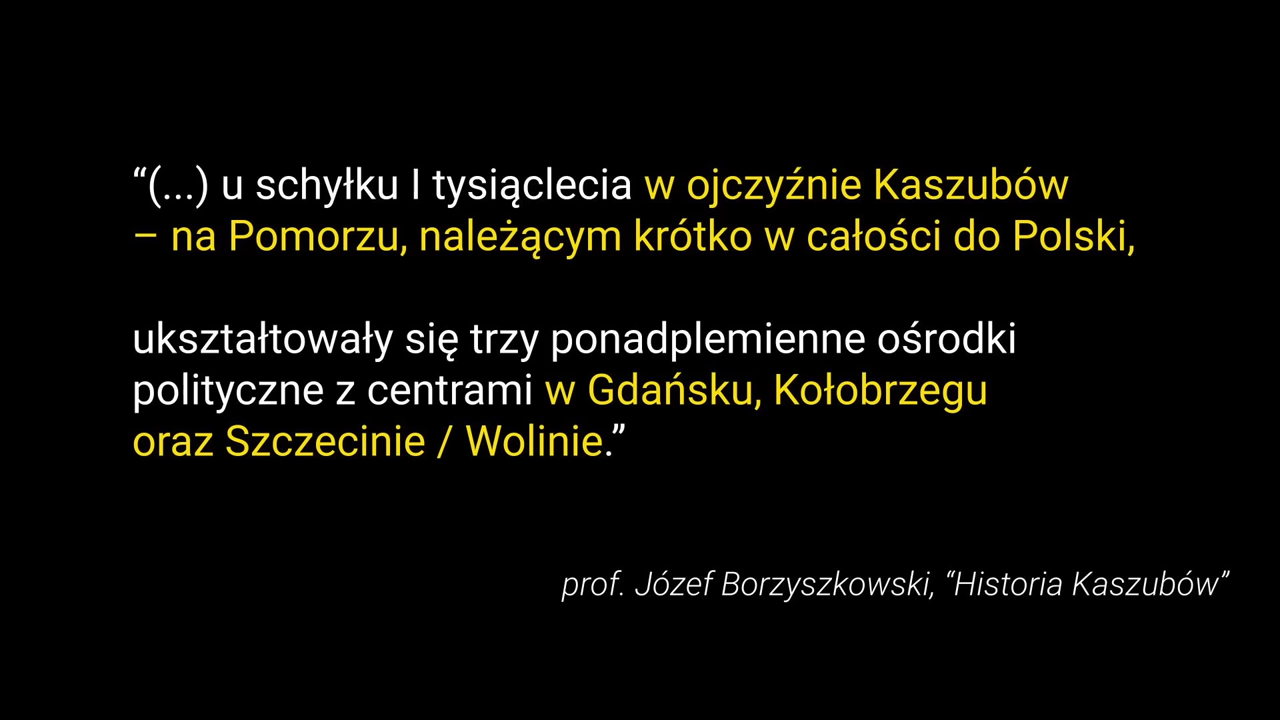 “(...) u schyłku I tysiąclecia w ojczyźnie Kaszubów
– na Pomorzu, należącym krótko w całości do Polski,
ukształtowały się trzy ponadplemienne ośrodki
polityczne z centrami w Gdańsku, Kołobrzegu
oraz Szczecinie / Wolinie.”
prof. Józef Borzyszkowski, “Historia Kaszubów”